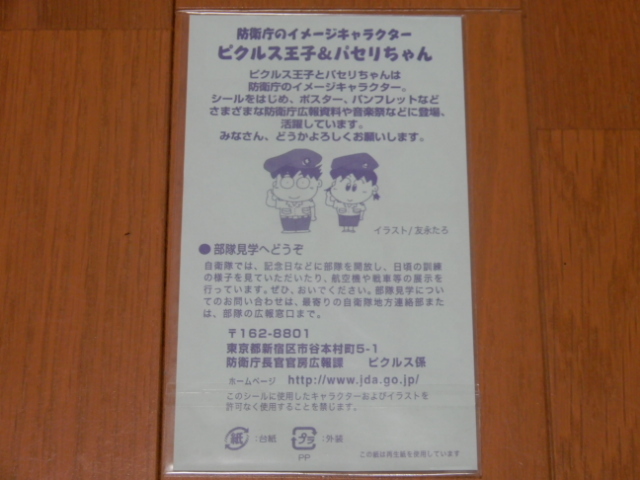 防衛庁のイメージキャラクター
ピクルス王子&パセリちゃん
ピクルス王子とパセリちゃんは
防衛庁のイメージキャラクター。
シールをはじめ、ポスター、パンフレットなど
さまざまな防衛庁広報資料や音楽祭などに登場、
活躍しています。
みなさん、どうかよろしくお願いします。
イラスト/友永たろ
●部隊見学へどうぞ
自衛隊では、記念日などに部隊を開放し、日頃の訓練
の様子を見ていただいたり、航空機や戦車等の展示を
行っています。ぜひ、おいでください。部隊見学につい
てのお問い合わせは、最寄りの自衛隊地方連絡部また
は、部隊の広報窓口まで。
〒162-8801
東京都新宿区市谷本村町5-1
防衛庁長官官房広報課 ピクルス係
ホームページ http://www.jda.go.jp/
このシールに使用したキャラクターおよびイラストを
許可なく使用することを禁じます。
紙:台紙 プラ:外装
PP
この紙は再生紙を使用しています